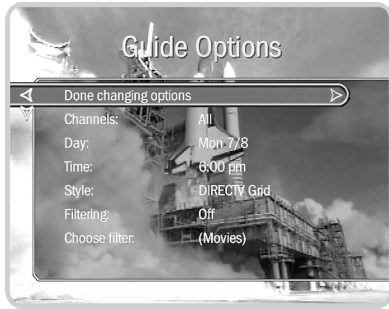 Guide Options
Done changing options
Channels: All
Day: Mon 7/8
Time: 6:00 pm
Style: DIRECTV Grid
Filtering: Off
Choose filter: (Movies)